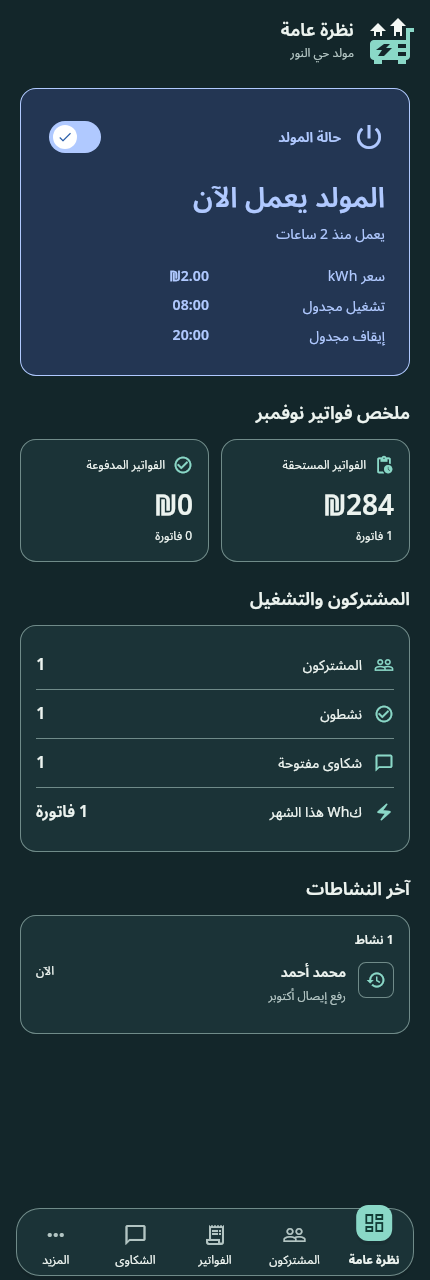 نظرة عامة
مولد حي النور
حالة المولد
المولد يعمل الآن
يعمل منذ 2 ساعات
سعر kWh ₪2.00
تشغيل مجدول 08:00
إيقاف مجدول 20:00
ملخص فواتير نوفمبر
الفواتير المستحقة
₪284
1 فاتورة
الفواتير المدفوعة
₪0
0 فاتورة
المشتركون والتشغيل
المشتركون 1
نشطون 1
شكاوى مفتوحة 1
كWh هذا الشهر 1 فاتورة
آخر النشاطات
1 نشاط
محمد أحمد الآن
رفع إيصال أكتوبر
نظرة عامة المشتركون الفواتير الشكاوى المزيد